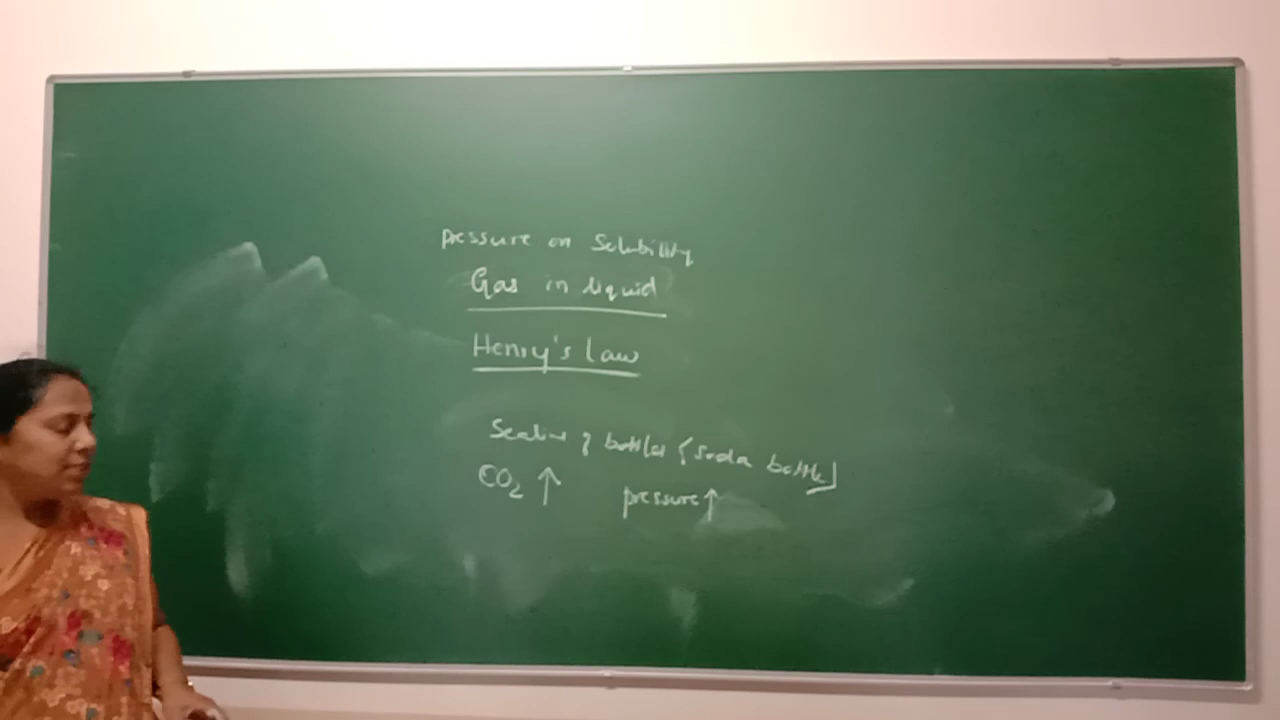 pressure on Solubility
Gas in liquid
Henry's law
Sealing of bottles [soda bottle]
CO₂ ↑ pressure ↑